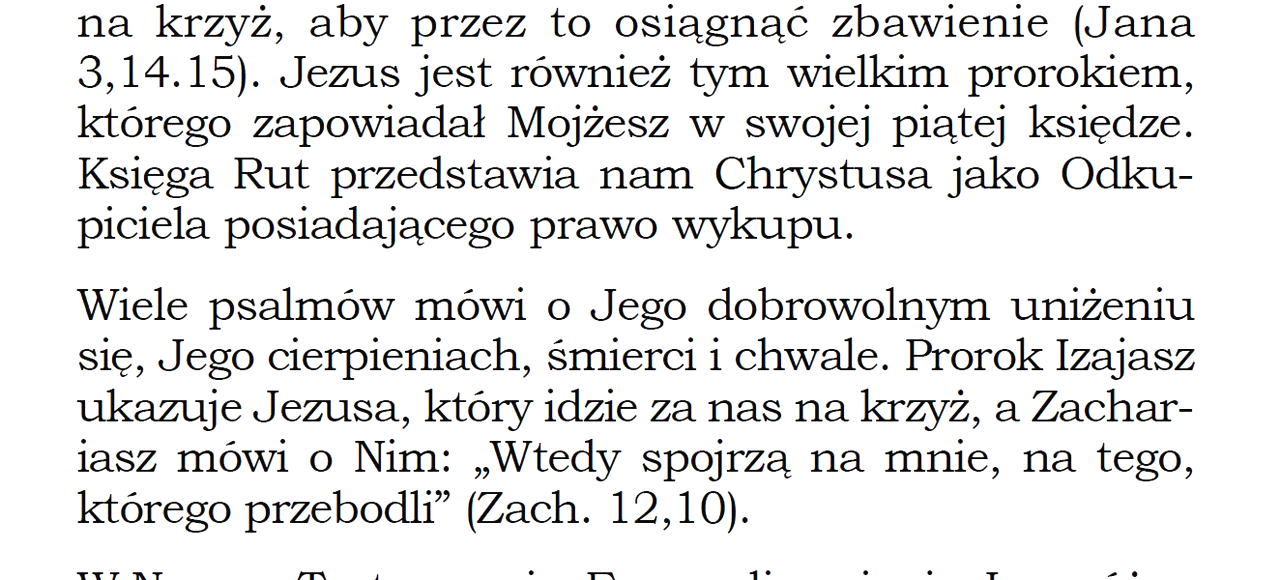 na krzyż, aby przez to osiągnąć zbawienie (Jana
3,14.15). Jezus jest również tym wielkim prorokiem,
którego zapowiadał Mojżesz w swojej piątej księdze.
Księga Rut przedstawia nam Chrystusa jako Odku-
piciela posiadającego prawo wykupu.
Wiele psalmów mówi o Jego dobrowolnym uniżeniu
się, Jego cierpieniach, śmierci i chwale. Prorok Izajasz
ukazuje Jezusa, który idzie za nas na krzyż, a Zachar-
iasz mówi o Nim: „Wtedy spojrzą na mnie, na tego,
którego przebodli” (Zach. 12,10).